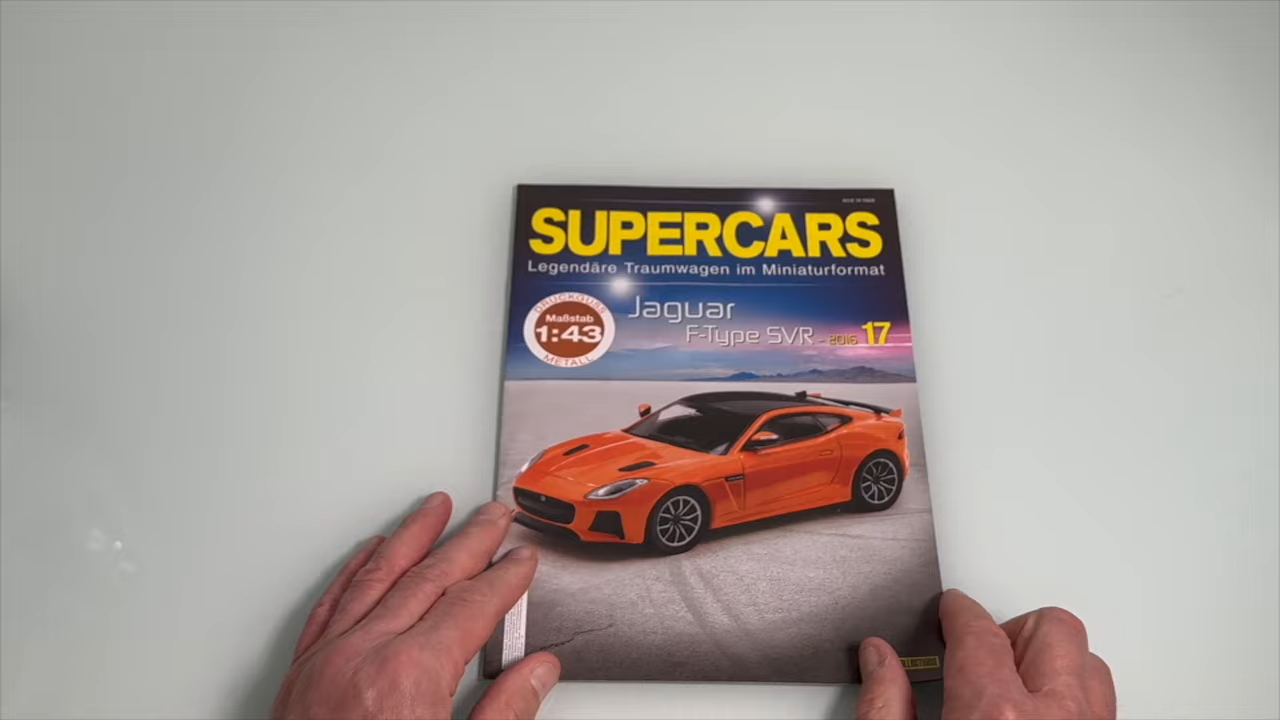 SUPERCARS
Legendäre Traumwagen im Miniaturformat
DRUCKGUSS
Maßstab
1:43
METALL
Jaguar
F-Type SVR - 2016 17